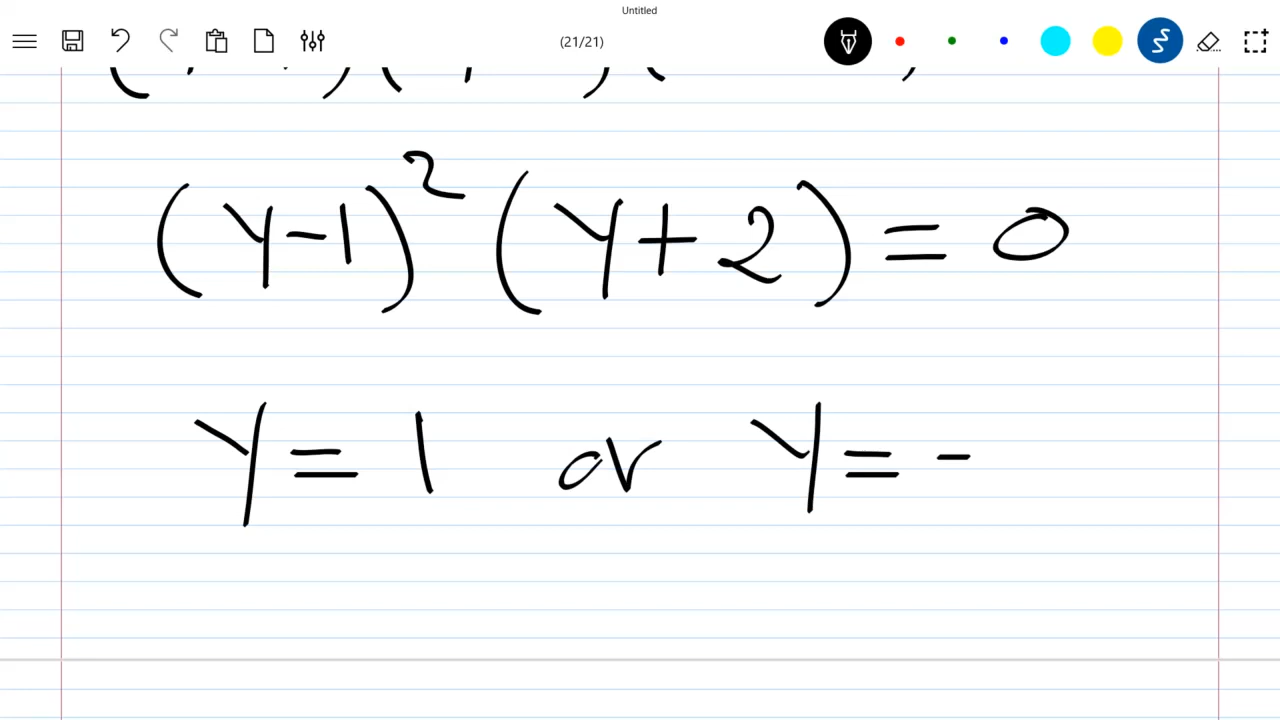 Untitled
(21/21)
(y-1)² (y+2) = 0
y = 1 or y = -